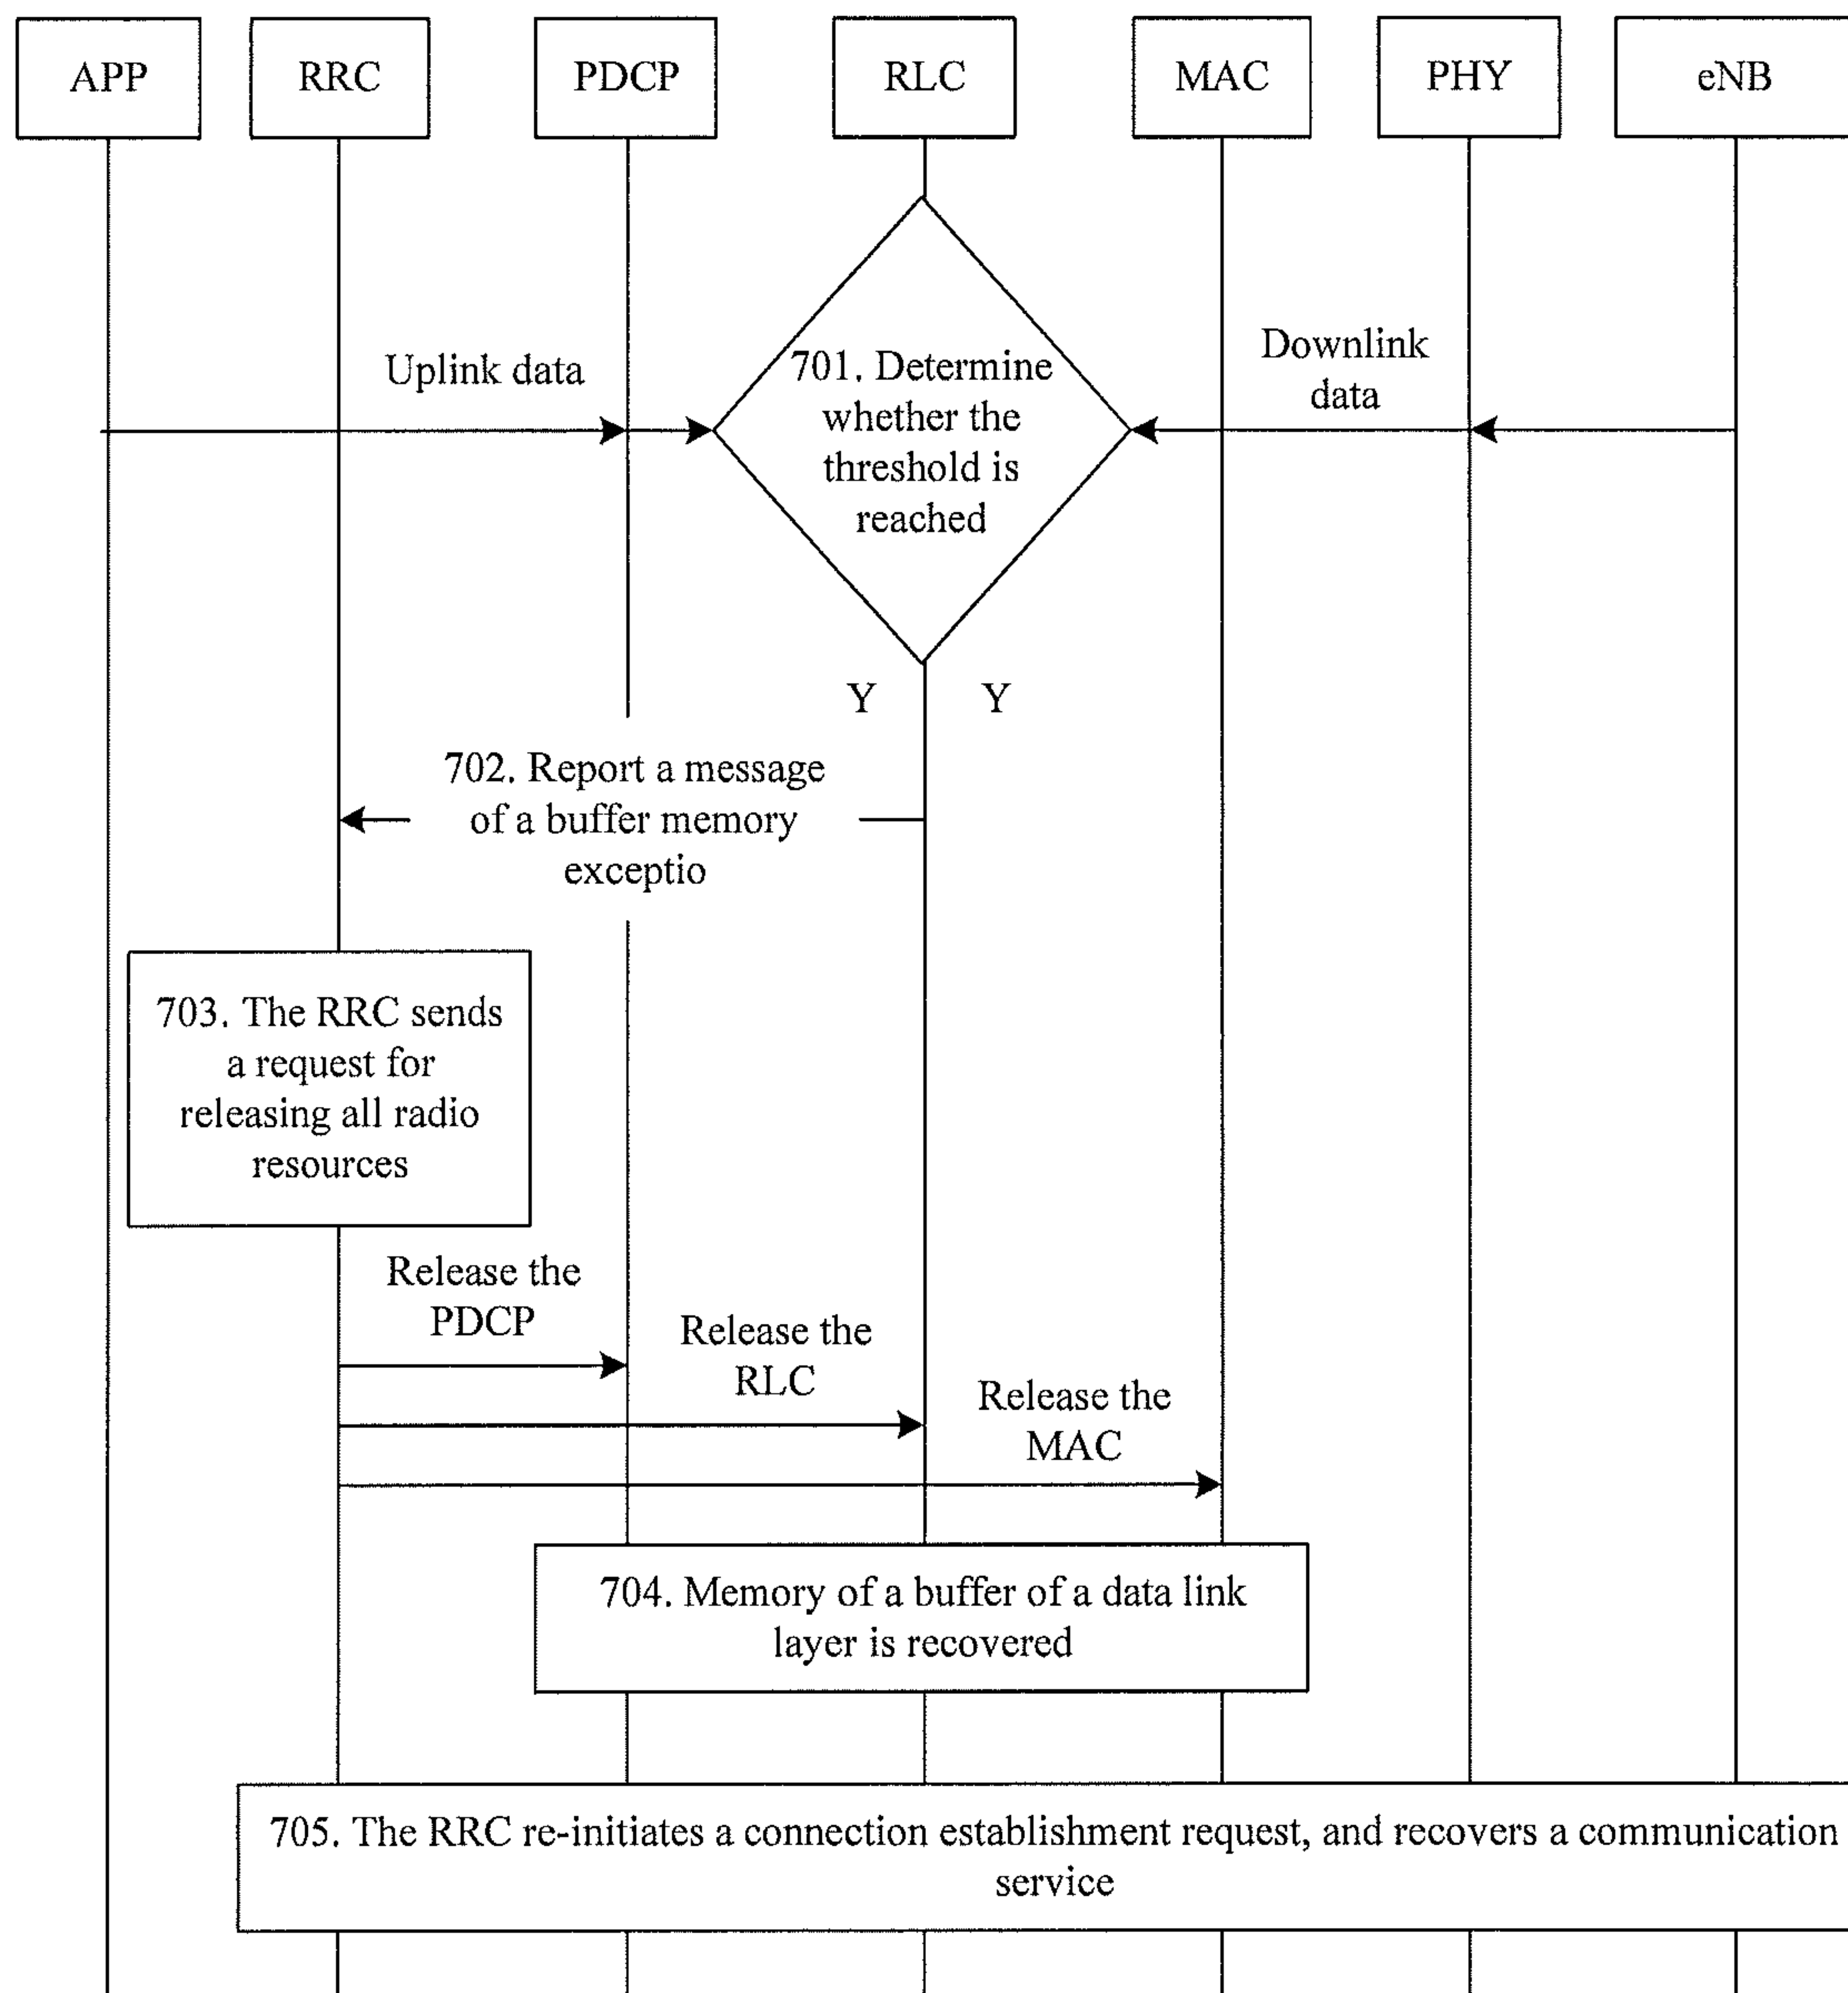 APP
RRC
PDCP
RLC
MAC
PHY
eNB
Uplink data
701. Determine
whether the
threshold is
reached
Downlink
data
Y
Y
702. Report a message
of a buffer memory
exceptio
703. The RRC sends
a request for
releasing all radio
resources
Release the
PDCP
Release the
RLC
Release the
MAC
704. Memory of a buffer of a data link
layer is recovered
705. The RRC re-initiates a connection establishment request, and recovers a communication
service